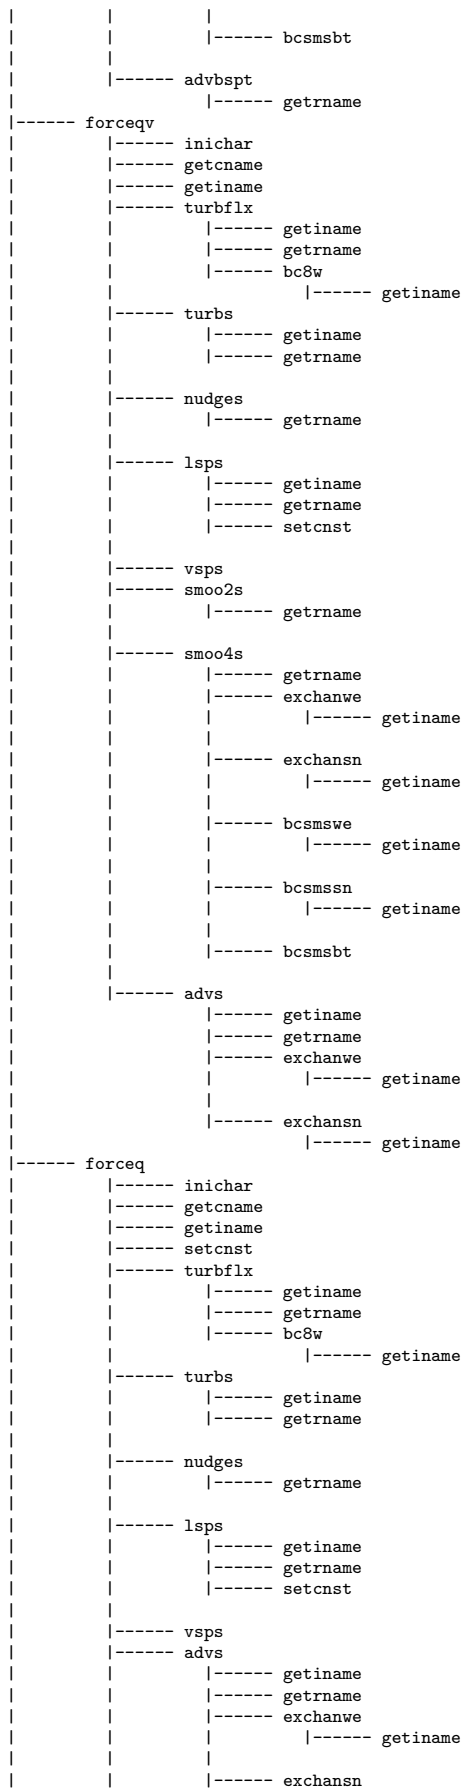 |         |         |
|         |         |------ bcsmsbt
|         |
|         |------ advbspt
|                   |------ getrname
|------ forceqv
|         |------ inichar
|         |------ getcname
|         |------ getiname
|         |------ turbflx
|         |         |------ getiname
|         |         |------ getrname
|         |         |------ bc8w
|         |                   |------ getiname
|         |------ turbs
|         |         |------ getiname
|         |         |------ getrname
|         |
|         |------ nudges
|         |         |------ getrname
|         |
|         |------ lsps
|         |         |------ getiname
|         |         |------ getrname
|         |         |------ setcnst
|         |
|         |------ vsps
|         |------ smoo2s
|         |         |------ getrname
|         |
|         |------ smoo4s
|         |         |------ getrname
|         |         |------ exchanwe
|         |         |         |------ getiname
|         |         |
|         |         |------ exchansn
|         |         |         |------ getiname
|         |         |
|         |         |------ bcsmswe
|         |         |         |------ getiname
|         |         |
|         |         |------ bcsmssn
|         |         |         |------ getiname
|         |         |
|         |         |------ bcsmsbt
|         |
|         |------ advs
|                   |------ getiname
|                   |------ getrname
|                   |------ exchanwe
|                   |         |------ getiname
|                   |
|                   |------ exchansn
|                             |------ getiname
|------ forceq
|         |------ inichar
|         |------ getcname
|         |------ getiname
|         |------ setcnst
|         |------ turbflx
|         |         |------ getiname
|         |         |------ getrname
|         |         |------ bc8w
|         |                   |------ getiname
|         |------ turbs
|         |         |------ getiname
|         |         |------ getrname
|         |
|         |------ nudges
|         |         |------ getrname
|         |
|         |------ lsps
|         |         |------ getiname
|         |         |------ getrname
|         |         |------ setcnst
|         |
|         |------ vsps
|         |------ advs
|         |         |------ getiname
|         |         |------ getrname
|         |         |------ exchanwe
|         |         |         |------ getiname
|         |         |
|         |         |------ exchansn